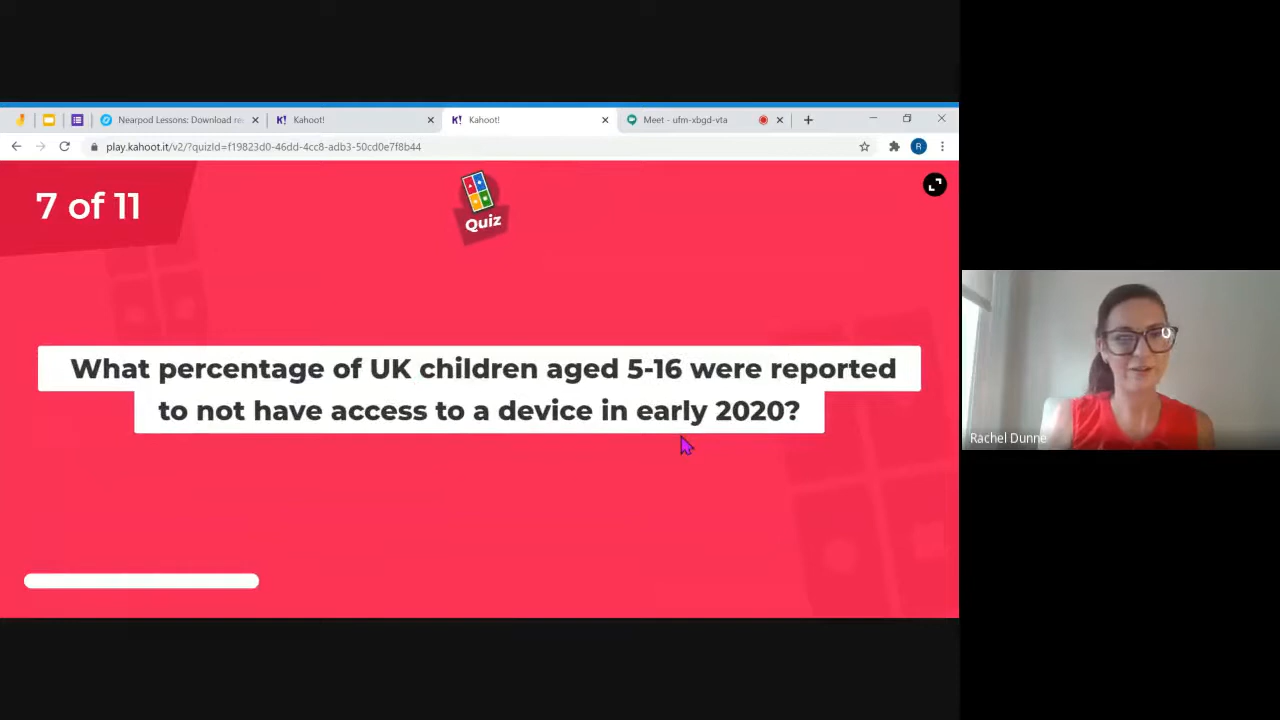 Nearpod Lessons: Download re
Kahoot!
Kahoot!
Meet - ufm-xbgd-vta
play.kahoot.it/v2/?quizId=f19823d0-46dd-4cc8-adb3-50cd0e7f8b44
R
7 of 11
Quiz
What percentage of UK children aged 5-16 were reported
to not have access to a device in early 2020?
Rachel Dunne